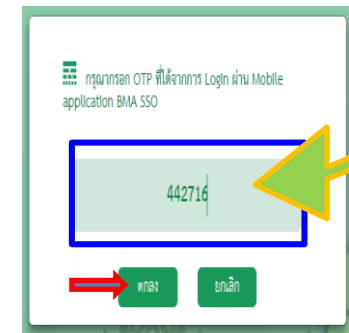 กรุณากรอก OTP ที่ได้จากการ Login ผ่าน Mobile
application BMA SSO
442716
ตกลง
ยกเลิก